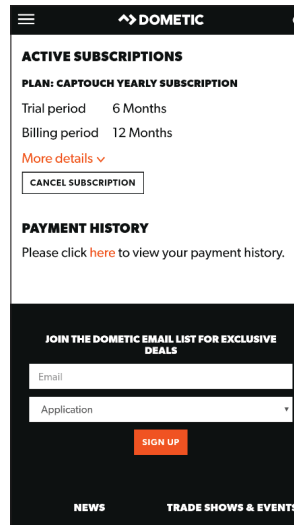 DOMETIC
ACTIVE SUBSCRIPTIONS
PLAN: CAPTOUCH YEARLY SUBSCRIPTION
Trial period 6 Months
Billing period 12 Months
More details
CANCEL SUBSCRIPTION
PAYMENT HISTORY
Please click here to view your payment history.
JOIN THE DOMETIC EMAIL LIST FOR EXCLUSIVE
DEALS
Email
Application
SIGN UP
NEWS TRADE SHOWS & EVENTS